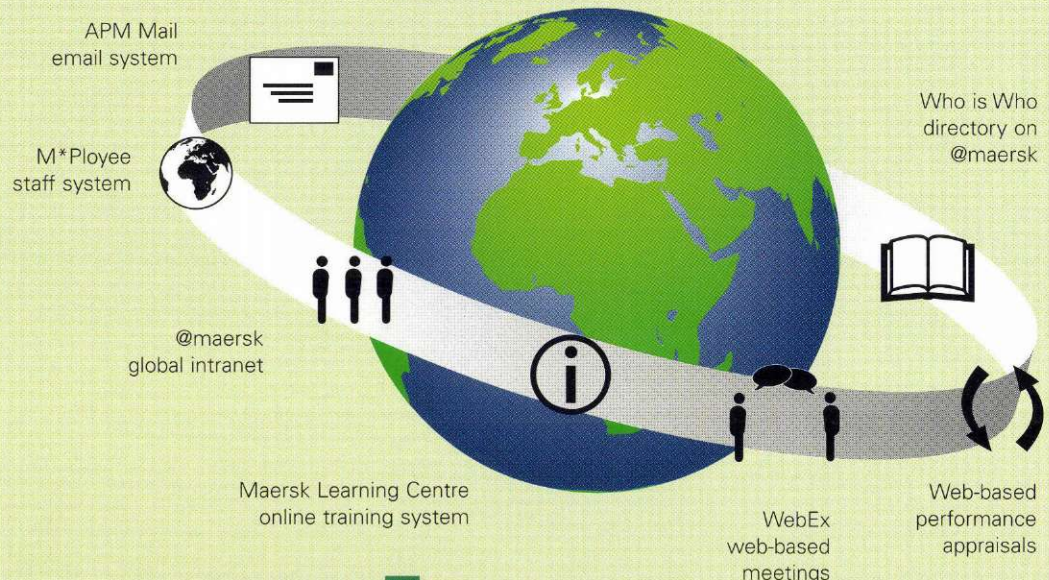 APM Mail
email system
M*Ployee
staff system
@maersk
global intranet
Maersk Learning Centre
online training system
WebEx
web-based
meetings
Web-based
performance
appraisals
Who is Who
directory on
@maersk